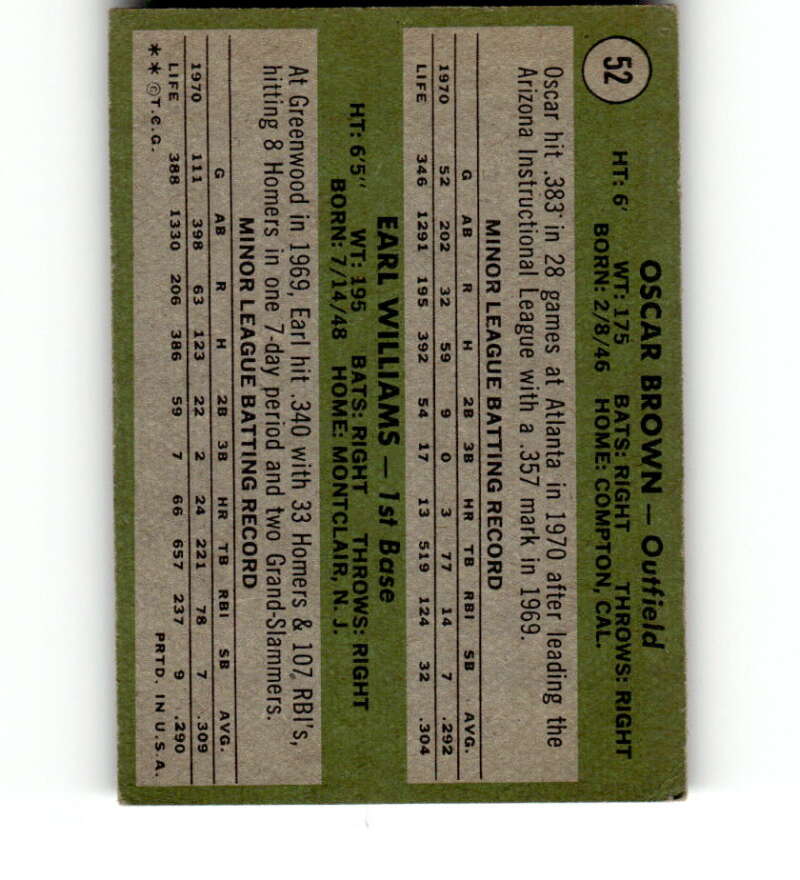 52
OSCAR BROWN — Outfield
HT: 6' WT: 175 BATS: RIGHT THROWS: RIGHT
BORN: 2/8/46 HOME: COMPTON, CAL.
Oscar hit .383 in 28 games at Atlanta in 1970 after leading the
Arizona Instructional League with a .357 mark in 1969.
MINOR LEAGUE BATTING RECORD
G AB R H 2B 3B HR TB RBI SB AVG.
1970 52 202 32 59 9 0 3 77 14 7 .292
LIFE 346 1291 195 392 54 17 13 519 124 32 .304
EARL WILLIAMS — 1st Base
HT: 6'5" WT: 195 BATS: RIGHT THROWS: RIGHT
BORN: 7/14/48 HOME: MONTCLAIR, N. J.
At Greenwood in 1969, Earl hit .340 with 33 Homers & 107 RBI's,
hitting 8 Homers in one 7-day period and two Grand-Slammers.
MINOR LEAGUE BATTING RECORD
G AB R H 2B 3B HR TB RBI SB AVG.
1970 111 398 63 123 22 2 24 221 78 7 .309
LIFE 388 1330 206 386 59 7 66 657 237 9 .290
* * ©T.C.G. PRTD. IN U.S.A.